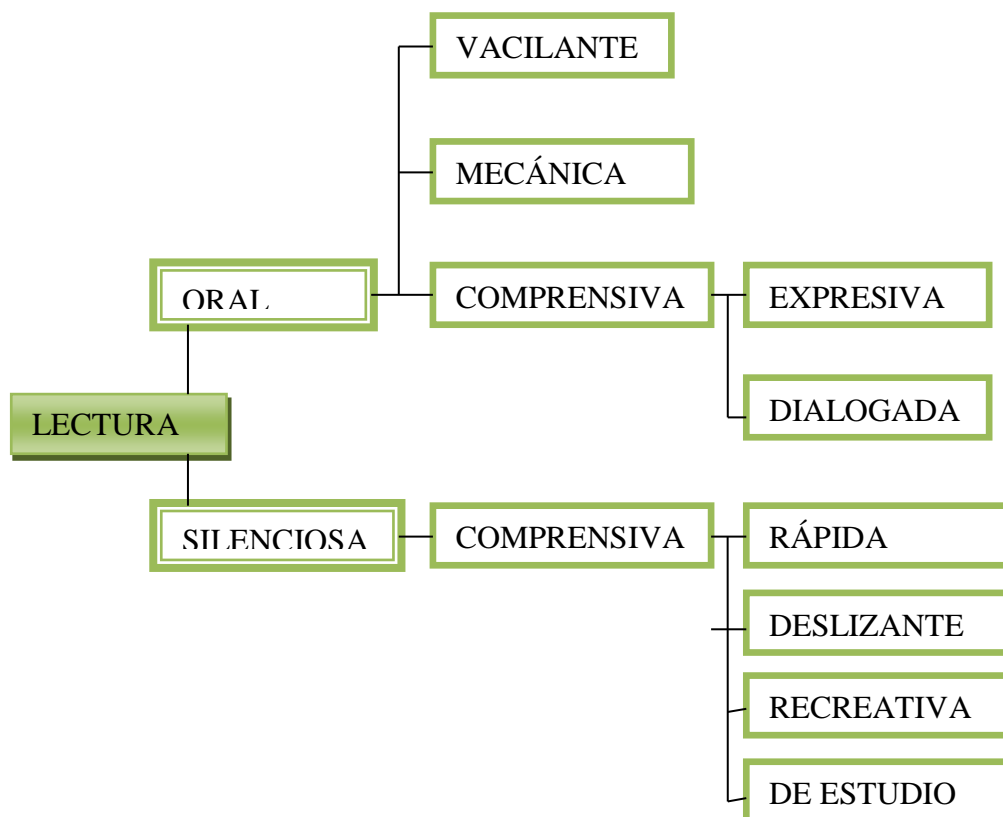 VACILANTE
MECÁNICA
ORAL
COMPRENSIVA
EXPRESIVA
LECTURA
DIALOGADA
SILENCIOSA
COMPRENSIVA
RÁPIDA
DESLIZANTE
RECREATIVA
DE ESTUDIO